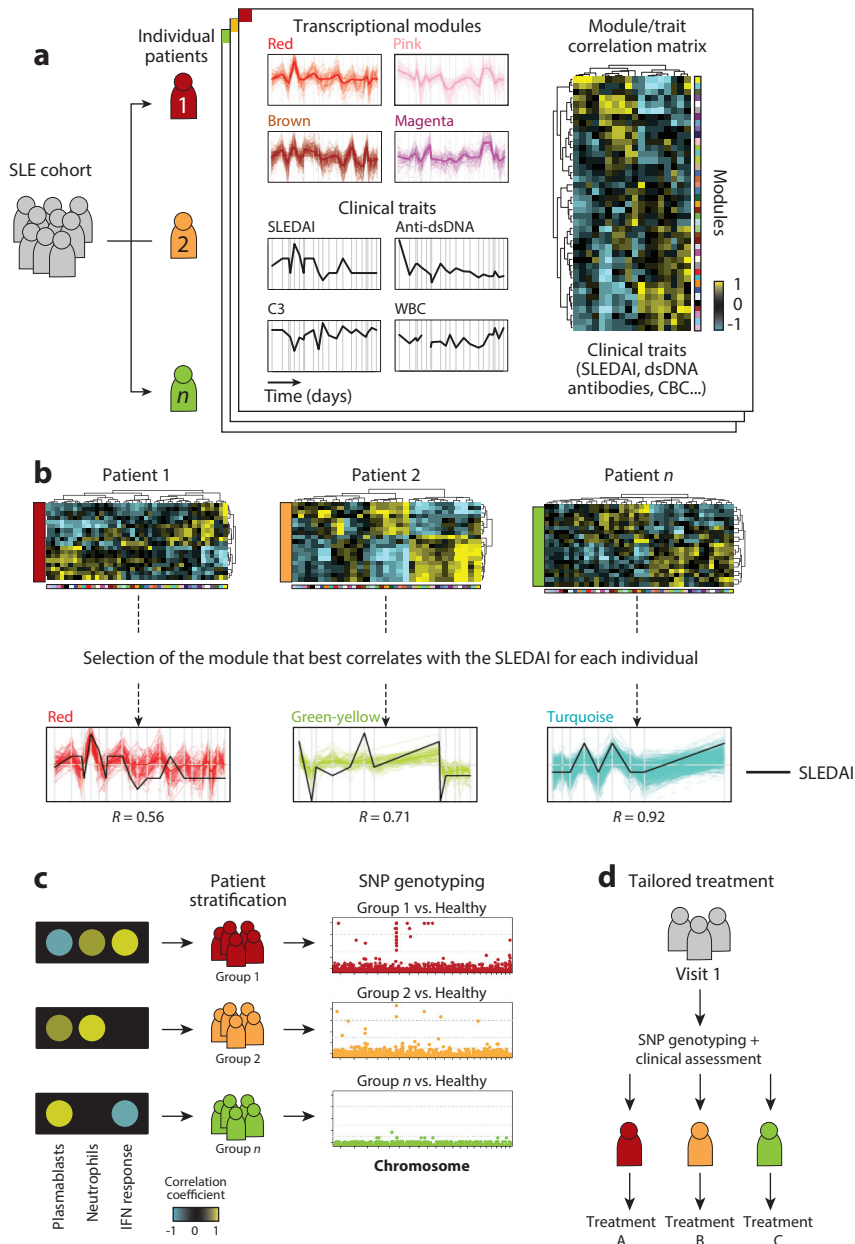 a
Individual
patients
1
SLE cohort
2
n
Transcriptional modules
Red
Pink
Brown
Magenta
Clinical traits
SLEDAI
Anti-dsDNA
C3
WBC
Time (days)
Module/trait
correlation matrix
Modules
1
0
-1
Clinical traits
(SLEDAI, dsDNA
antibodies, CBC...)
b
Patient 1
Patient 2
Patient n
Selection of the module that best correlates with the SLEDAI for each individual
Red
Green-yellow
Turquoise
SLEDAI
R = 0.56
R = 0.71
R = 0.92
c
Patient
stratification
SNP genotyping
Group 1 vs. Healthy
Group 1
Group 2 vs. Healthy
Group 2
Group n vs. Healthy
Group n
Chromosome
Plasmablasts
Neutrophils
IFN response
Correlation
coefficient
-1 0 1
d
Tailored treatment
Visit 1
SNP genotyping +
clinical assessment
Treatment
A
Treatment
B
Treatment
C